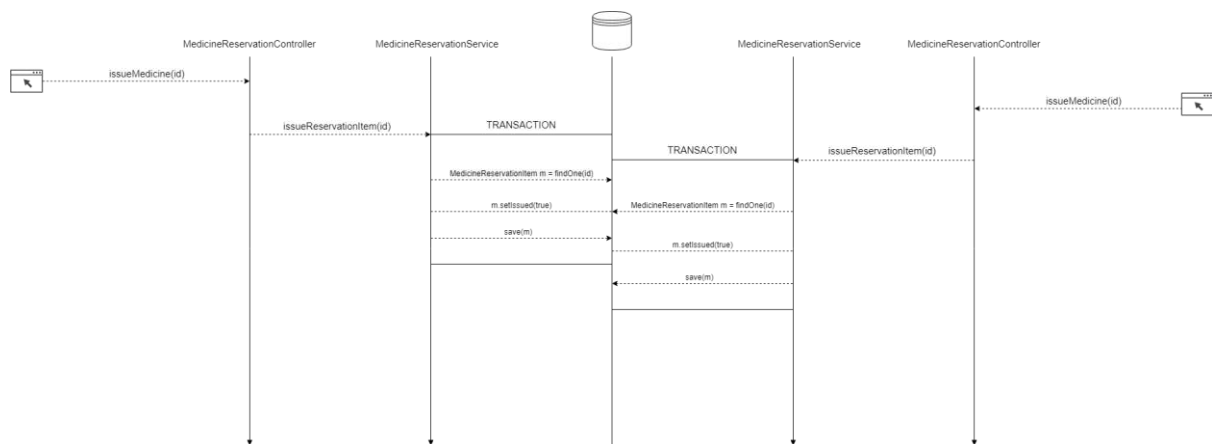 MedicineReservationController
MedicineReservationService
MedicineReservationService
MedicineReservationController
issueMedicine(id)
issueMedicine(id)
issueReservationItem(id)
TRANSACTION
TRANSACTION
issueReservationItem(id)
MedicineReservationItem m = findOne(id)
m.setIssued(true)
MedicineReservationItem m = findOne(id)
save(m)
m.setIssued(true)
save(m)